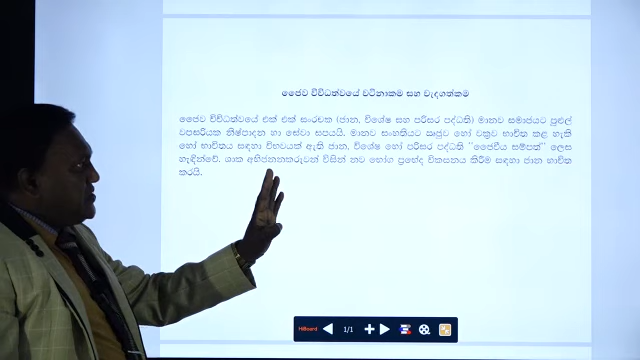 ජෛව විවිධත්වයේ වටිනාකම සහ වැදගත්කම
ජෛව විවිධත්වයේ එක් එක් සංරචක (ජාන, විශේෂ සහ පරිසර පද්ධති) මානව සමාජයට පුළුල්
ව්‍යවසරියක නිෂ්පාදන හා සේවා සපයයි. මානව සංහතියට සෘජුව හෝ වක්‍රව භාවිත කළ හැකි
හෝ භාවිතය සඳහා විභවයක් ඇති ජාන, විශේෂ හෝ පරිසර පද්ධති ''ජෛවීය සම්පත්'' ලෙස
හැඳින්වේ. ශාක අභිජනනකරුවන් විසින් නව භෝග ප්‍රභේද විකසනය කිරීම සඳහා ජාන භාවිත
කරයි.
HiBoard 1/1